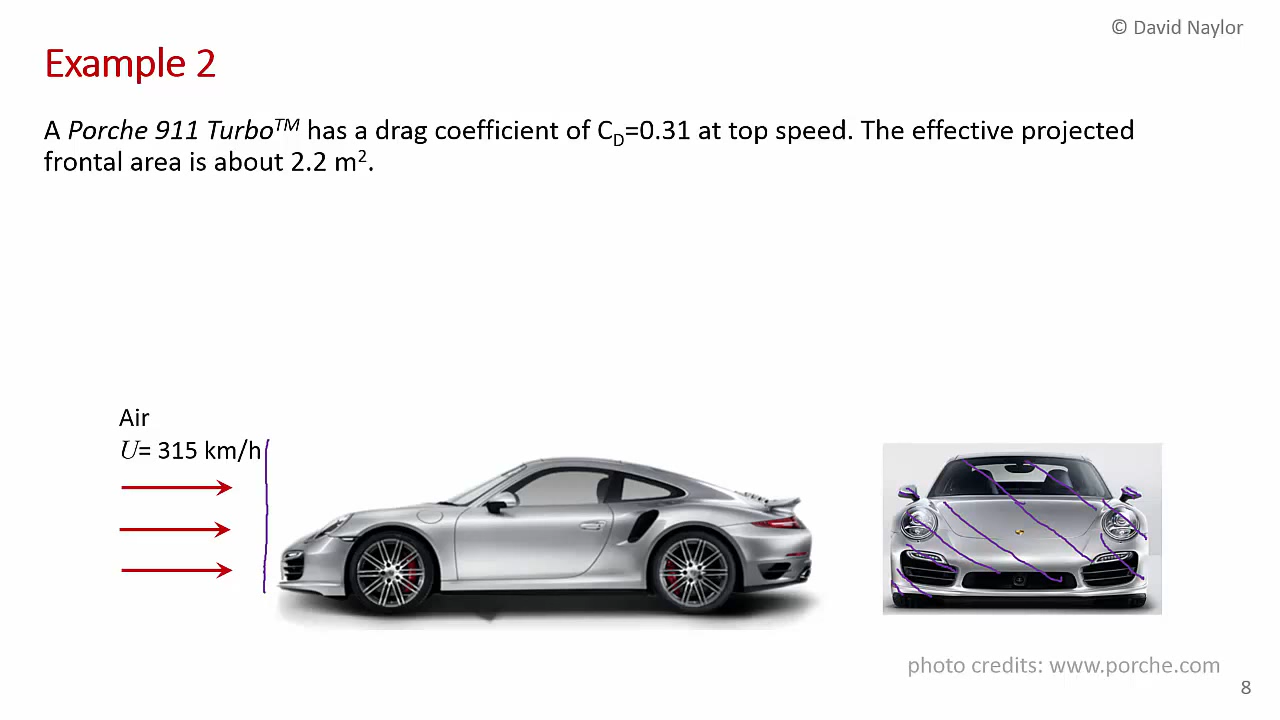 © David Naylor
Example 2
A Porche 911 Turbo™ has a drag coefficient of C_D=0.31 at top speed. The effective projected
frontal area is about 2.2 m².
Air
U= 315 km/h
photo credits: www.porche.com
8